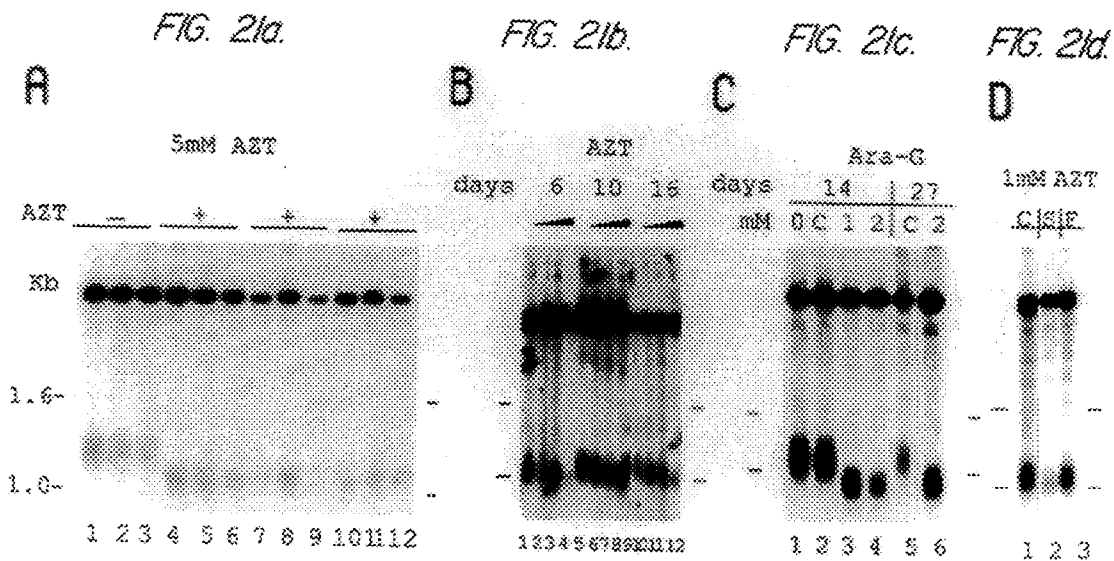 FIG. 21a.
FIG. 21b.
FIG. 21c.
FIG. 21d.
A
B
C
D
5mM AZT
AZT
Ara-G
1mM AZT
days 6 10 16
days 14 27
AZT — + + +
mM 0 C 1 2 C 2
C S F
Kb
1.6-
1.0-
1 2 3 4 5 6 7 8 9 10 11 12
1 2 3 4 5 6 7 8 9 10 11 12
1 2 3 4 5 6
1 2 3